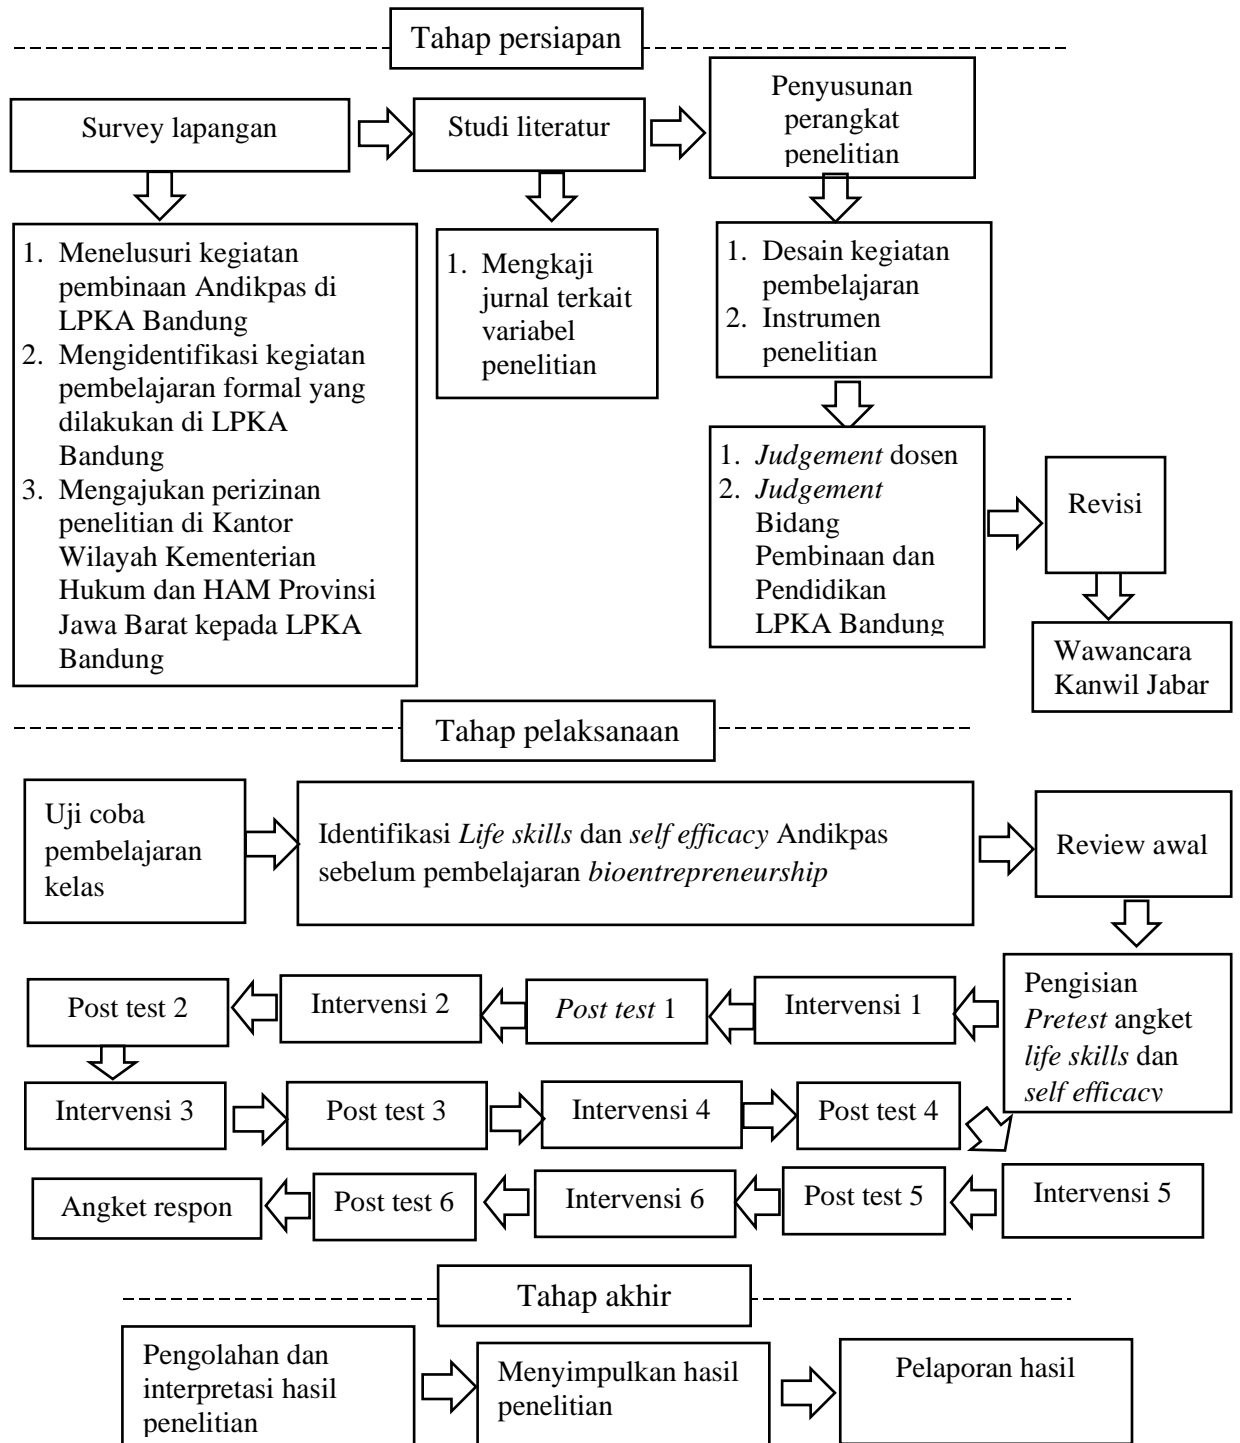 Tahap persiapan
Survey lapangan
Studi literatur
Penyusunan
perangkat
penelitian
1. Menelusuri kegiatan
pembinaan Andikpas di
LPKA Bandung
2. Mengidentifikasi kegiatan
pembelajaran formal yang
dilakukan di LPKA
Bandung
3. Mengajukan perizinan
penelitian di Kantor
Wilayah Kementerian
Hukum dan HAM Provinsi
Jawa Barat kepada LPKA
Bandung
1. Mengkaji
jurnal terkait
variabel
penelitian
1. Desain kegiatan
pembelajaran
2. Instrumen
penelitian
1. Judgement dosen
2. Judgement
Bidang
Pembinaan dan
Pendidikan
LPKA Bandung
Revisi
Wawancara
Kanwil Jabar
Tahap pelaksanaan
Uji coba
pembelajaran
kelas
Identifikasi Life skills dan self efficacy Andikpas
sebelum pembelajaran bioentrepreneurship
Review awal
Pengisian
Pretest angket
life skills dan
self efficacy
Intervensi 1
Post test 1
Intervensi 2
Post test 2
Intervensi 3
Post test 3
Intervensi 4
Post test 4
Intervensi 5
Post test 5
Intervensi 6
Post test 6
Angket respon
Tahap akhir
Pengolahan dan
interpretasi hasil
penelitian
Menyimpulkan hasil
penelitian
Pelaporan hasil